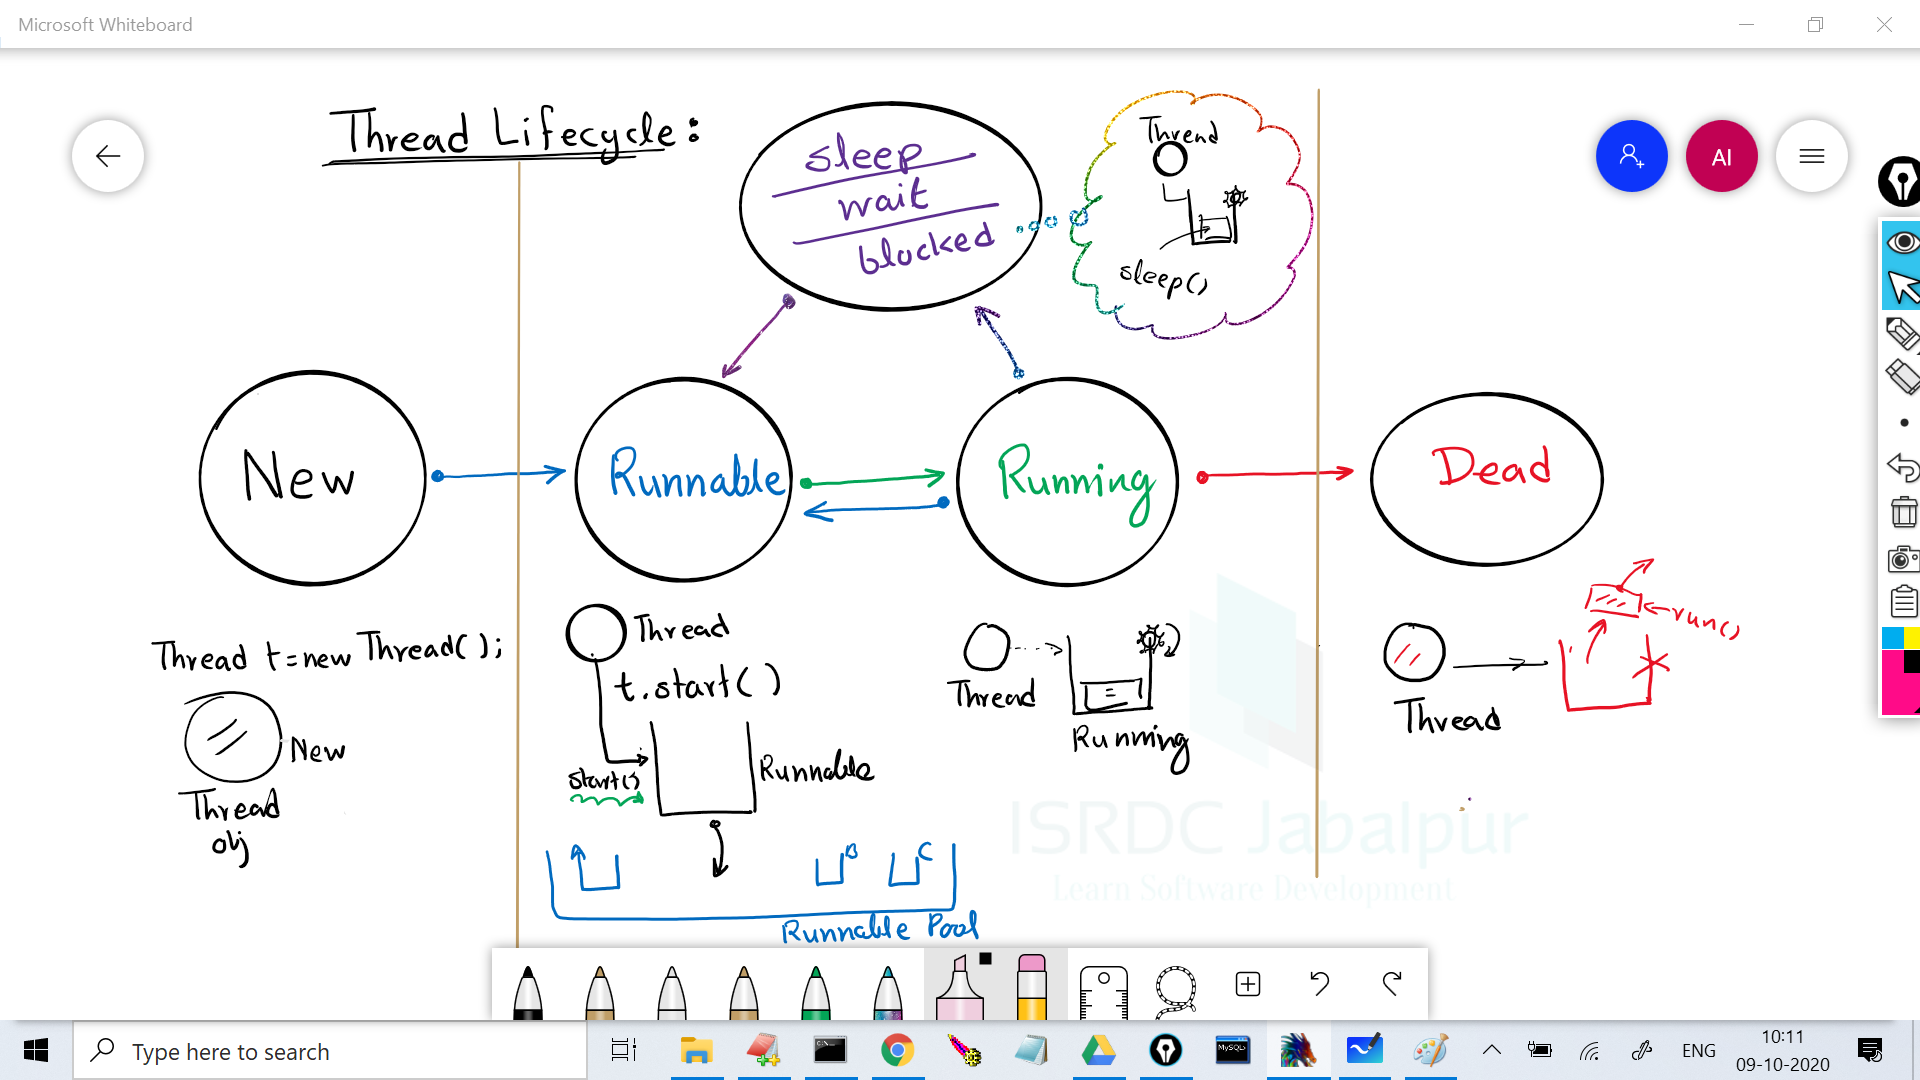 Microsoft Whiteboard
Thread Lifecycle:
sleep
wait
blocked
Thread
sleep()
AI
New
Runnable
Running
Dead
Thread t = new Thread();
New
Thread
obj
Thread
t.start()
start()
Runnable
B
C
Runnable Pool
Thread
Running
run()
Thread
ISRDC Jabalpur
Learn Software Development
Type here to search
C:\
MySQL
ENG
10:11
09-10-2020